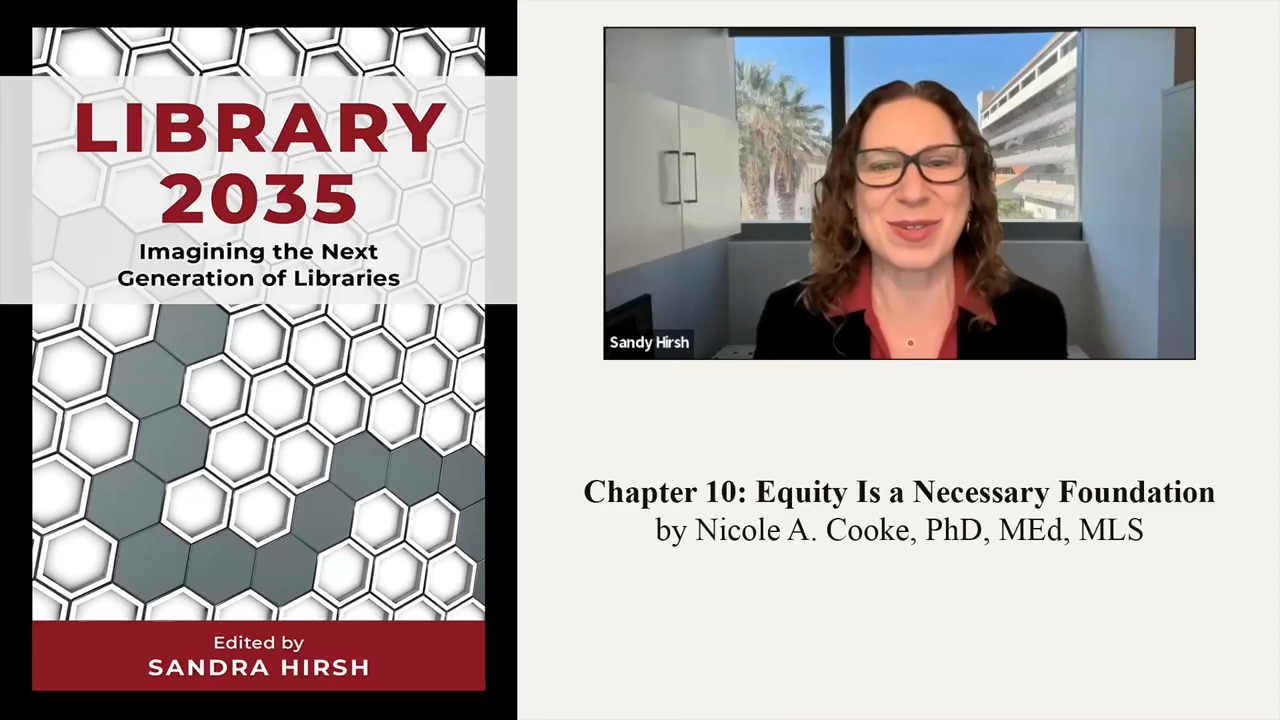 LIBRARY
2035
Imagining the Next
Generation of Libraries
Edited by
SANDRA HIRSH
Sandy Hirsh
Chapter 10: Equity Is a Necessary Foundation
by Nicole A. Cooke, PhD, MEd, MLS